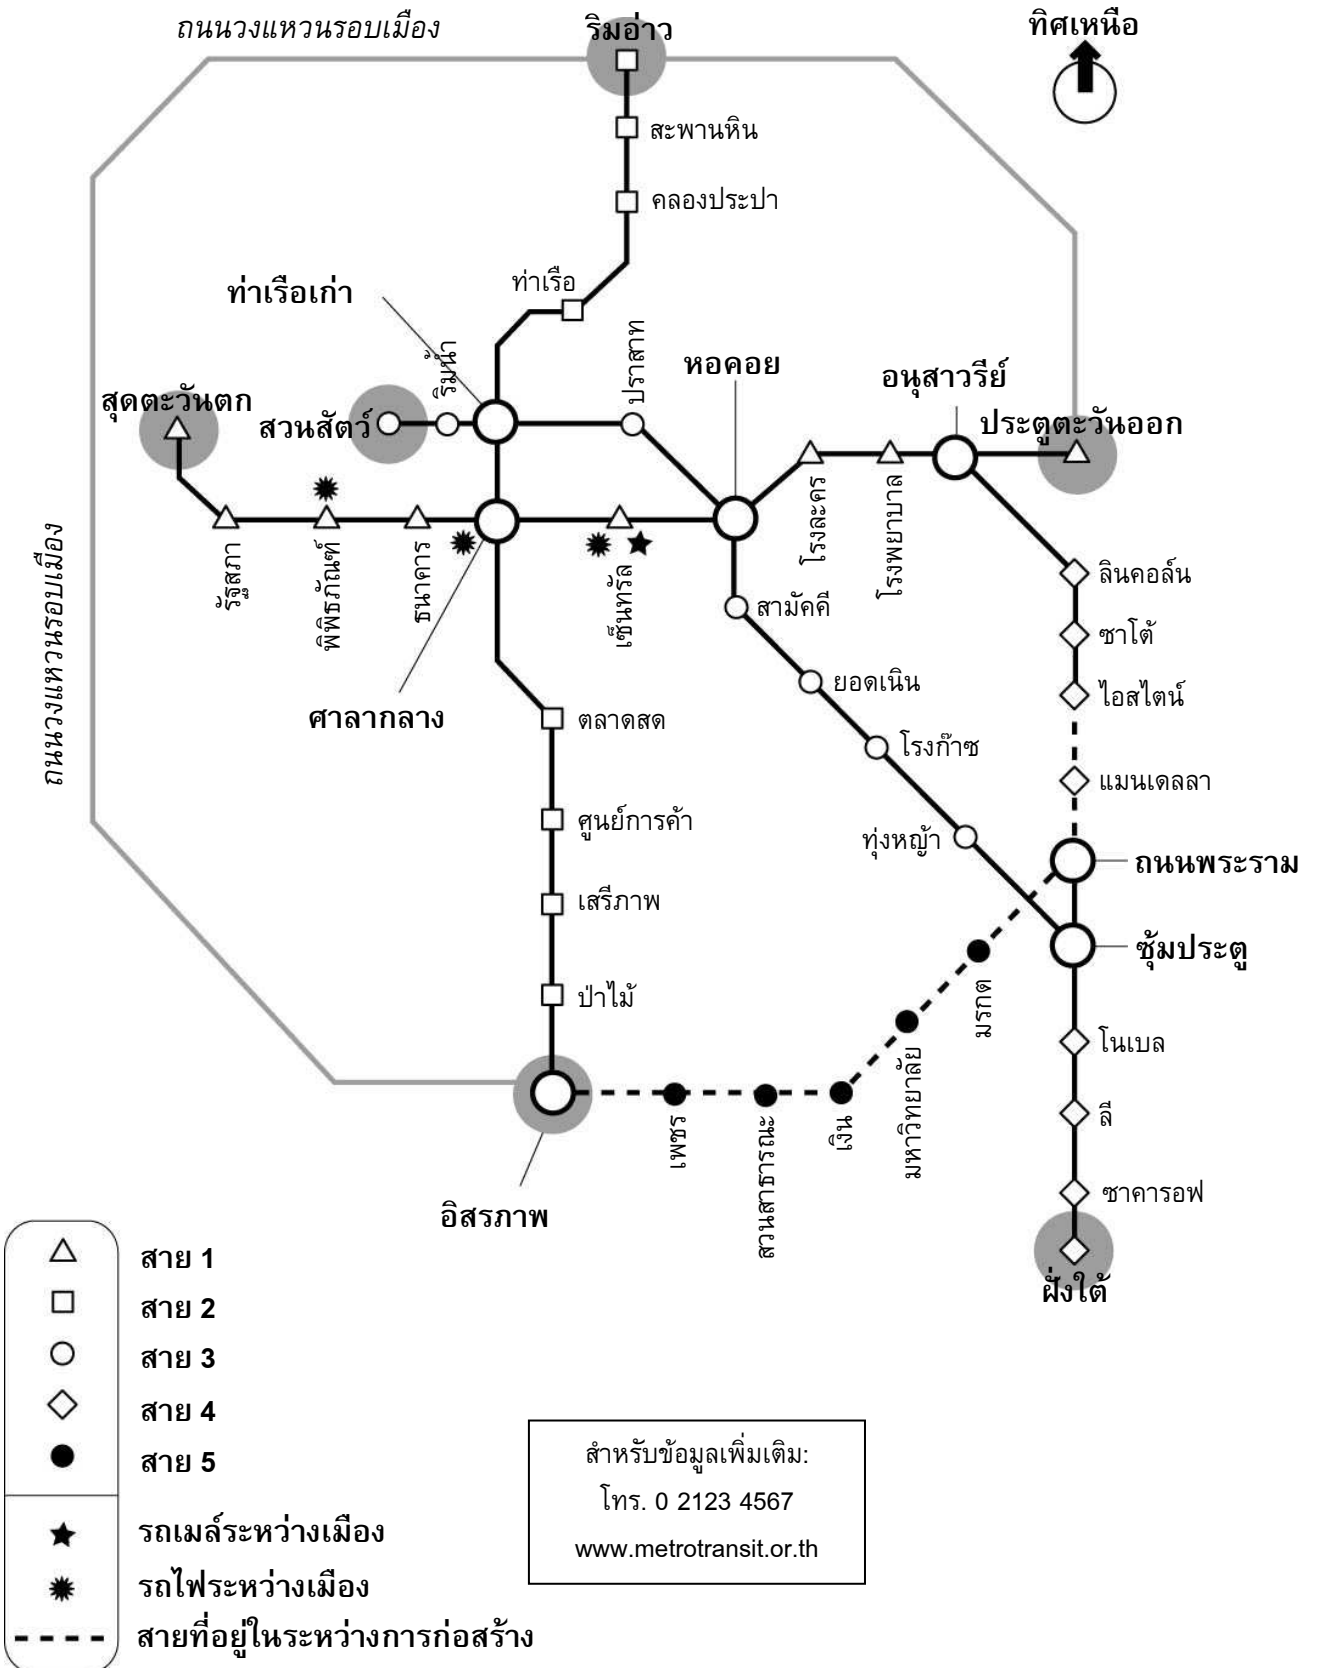 ถนนวงแหวนรอบเมือง
ริมอ่าว
ทิศเหนือ
สะพานหิน
คลองประปา
ท่าเรือ
ท่าเรือเก่า
ริมน้ำ
ปราสาท
หอคอย
อนุสาวรีย์
สุดตะวันตก
สวนสัตว์
ประตูตะวันออก
ถนนวงแหวนรอบเมือง
รัฐสภา
พิพิธภัณฑ์
ธนาคาร
เซ็นทรัล
โรงละคร
โรงพยาบาล
ลินคอล์น
สามัคคี
ซาโต้
ยอดเนิน
ไอสไตน์
ศาลากลาง
ตลาดสด
โรงก๊าซ
แมนเดลลา
ศูนย์การค้า
ทุ่งหญ้า
ถนนพระราม
เสรีภาพ
ซุ้มประตู
ป่าไม้
มรกต
โนเบล
มหาวิทยาลัย
เพชร
สวนสาธารณะ
เงิน
ลี
ซาคารอฟ
อิสรภาพ
ฝั่งใต้
สาย 1
สาย 2
สาย 3
สาย 4
สาย 5
รถเมล์ระหว่างเมือง
รถไฟระหว่างเมือง
สายที่อยู่ในระหว่างการก่อสร้าง
สำหรับข้อมูลเพิ่มเติม:
โทร. 0 2123 4567
www.metrotransit.or.th